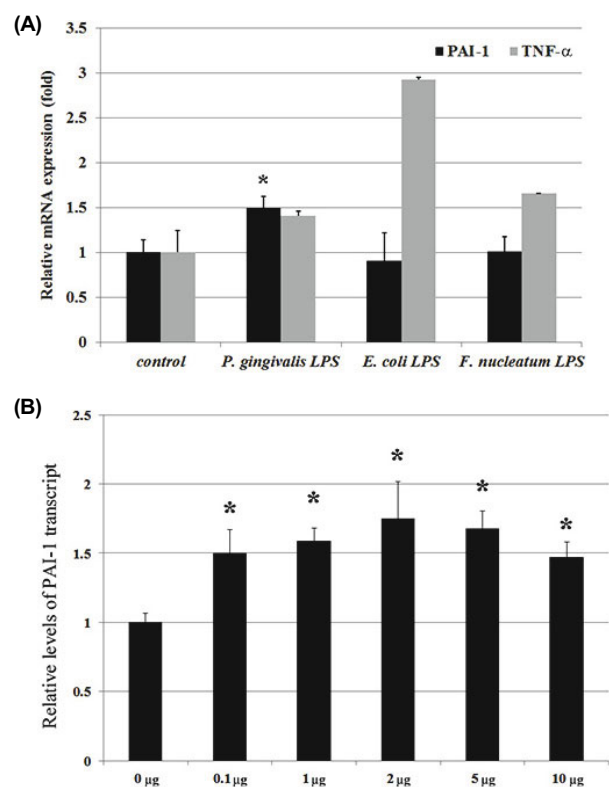 (A)
PAI-1 TNF-α
Relative mRNA expression (fold)
3.5
3
2.5
2
1.5
1
0.5
0
*
control P. gingivalis LPS E. coli LPS F. nucleatum LPS
(B)
Relative levels of PAI-1 transcript
2.5
2
1.5
1
0.5
0
* * * * *
0 µg 0.1µg 1 µg 2 µg 5 µg 10 µg